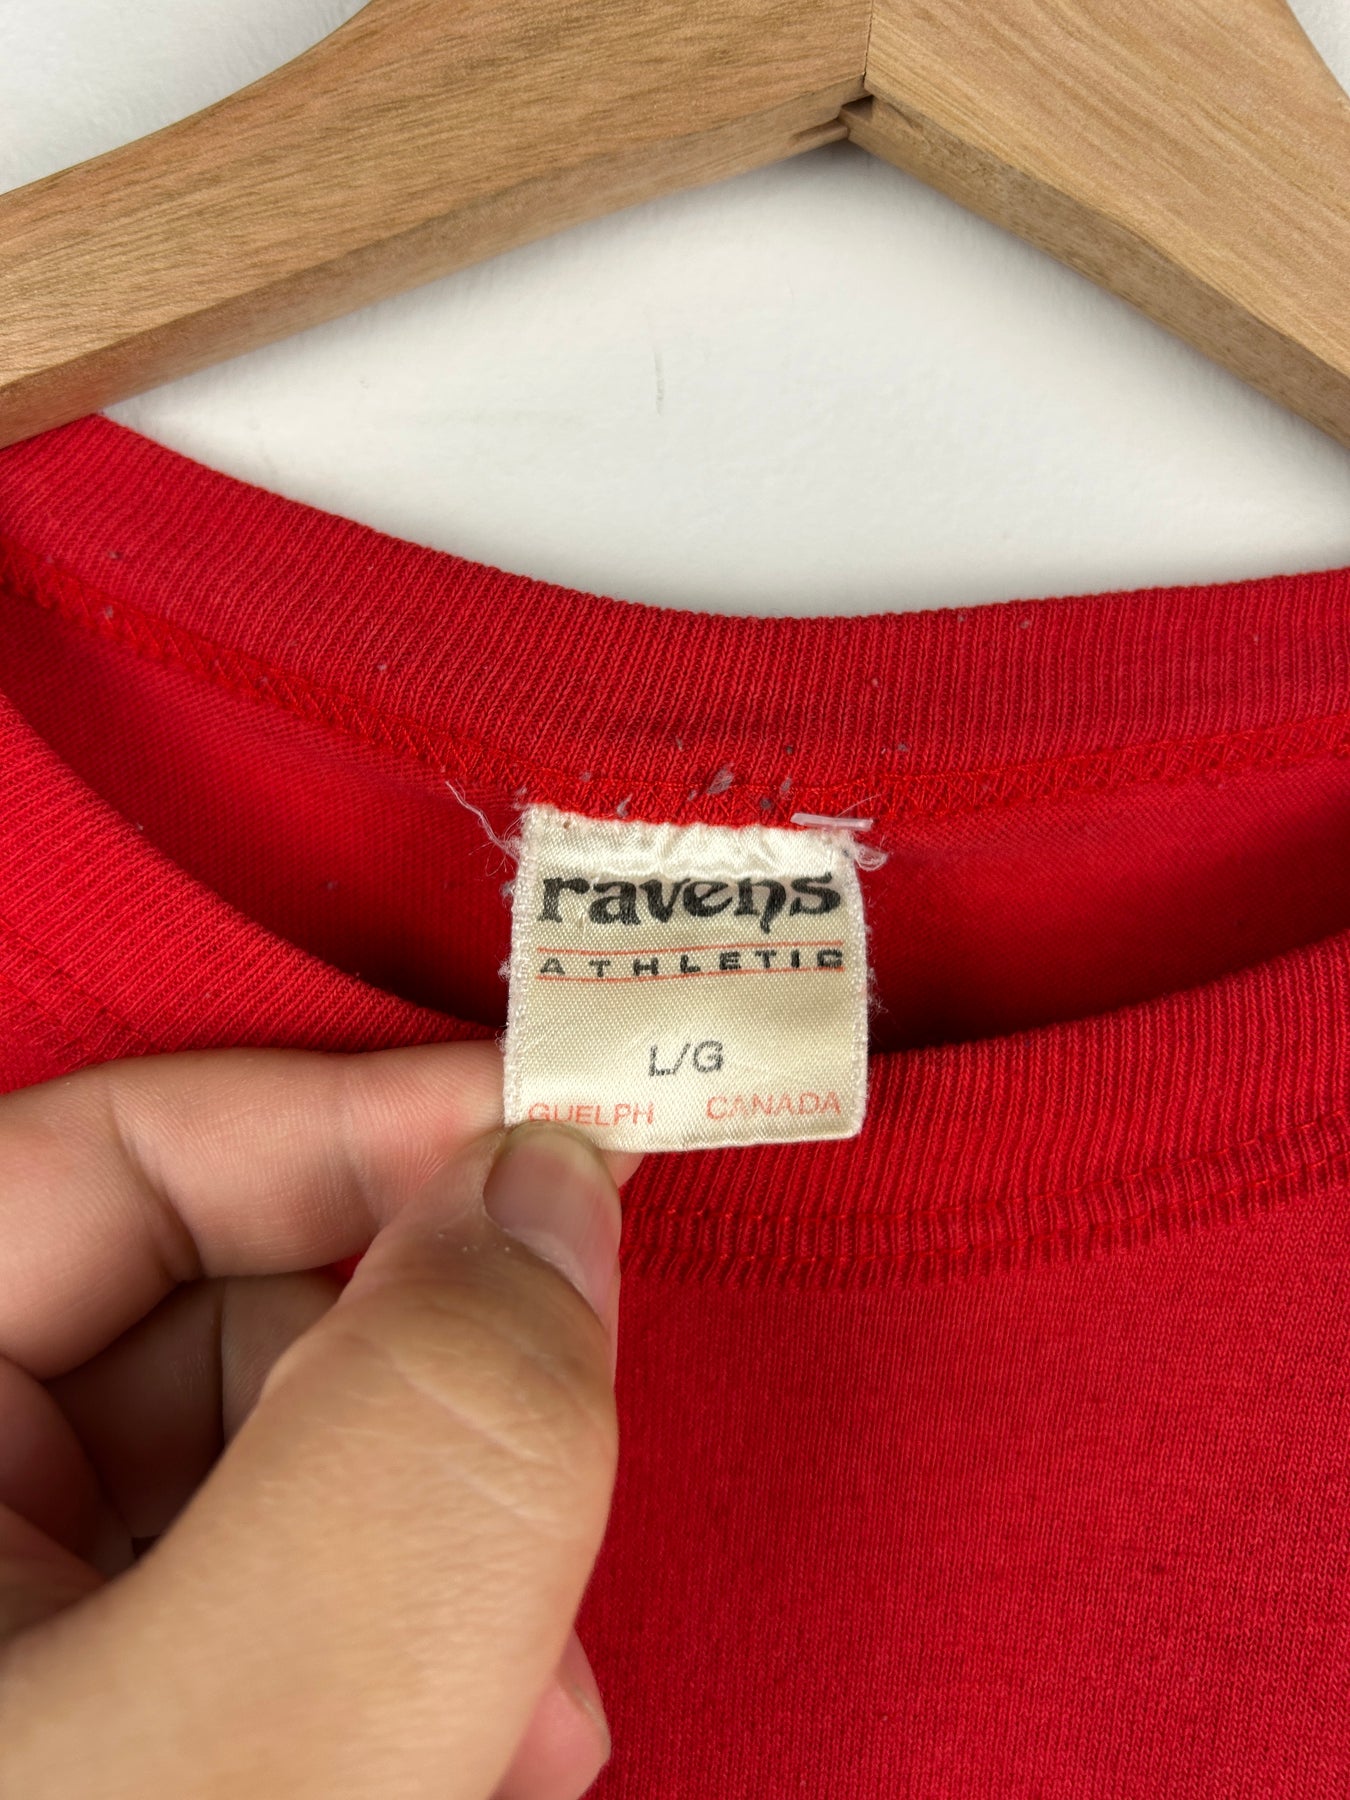 ravens
ATHLETIC
L/G
GUELPH CANADA